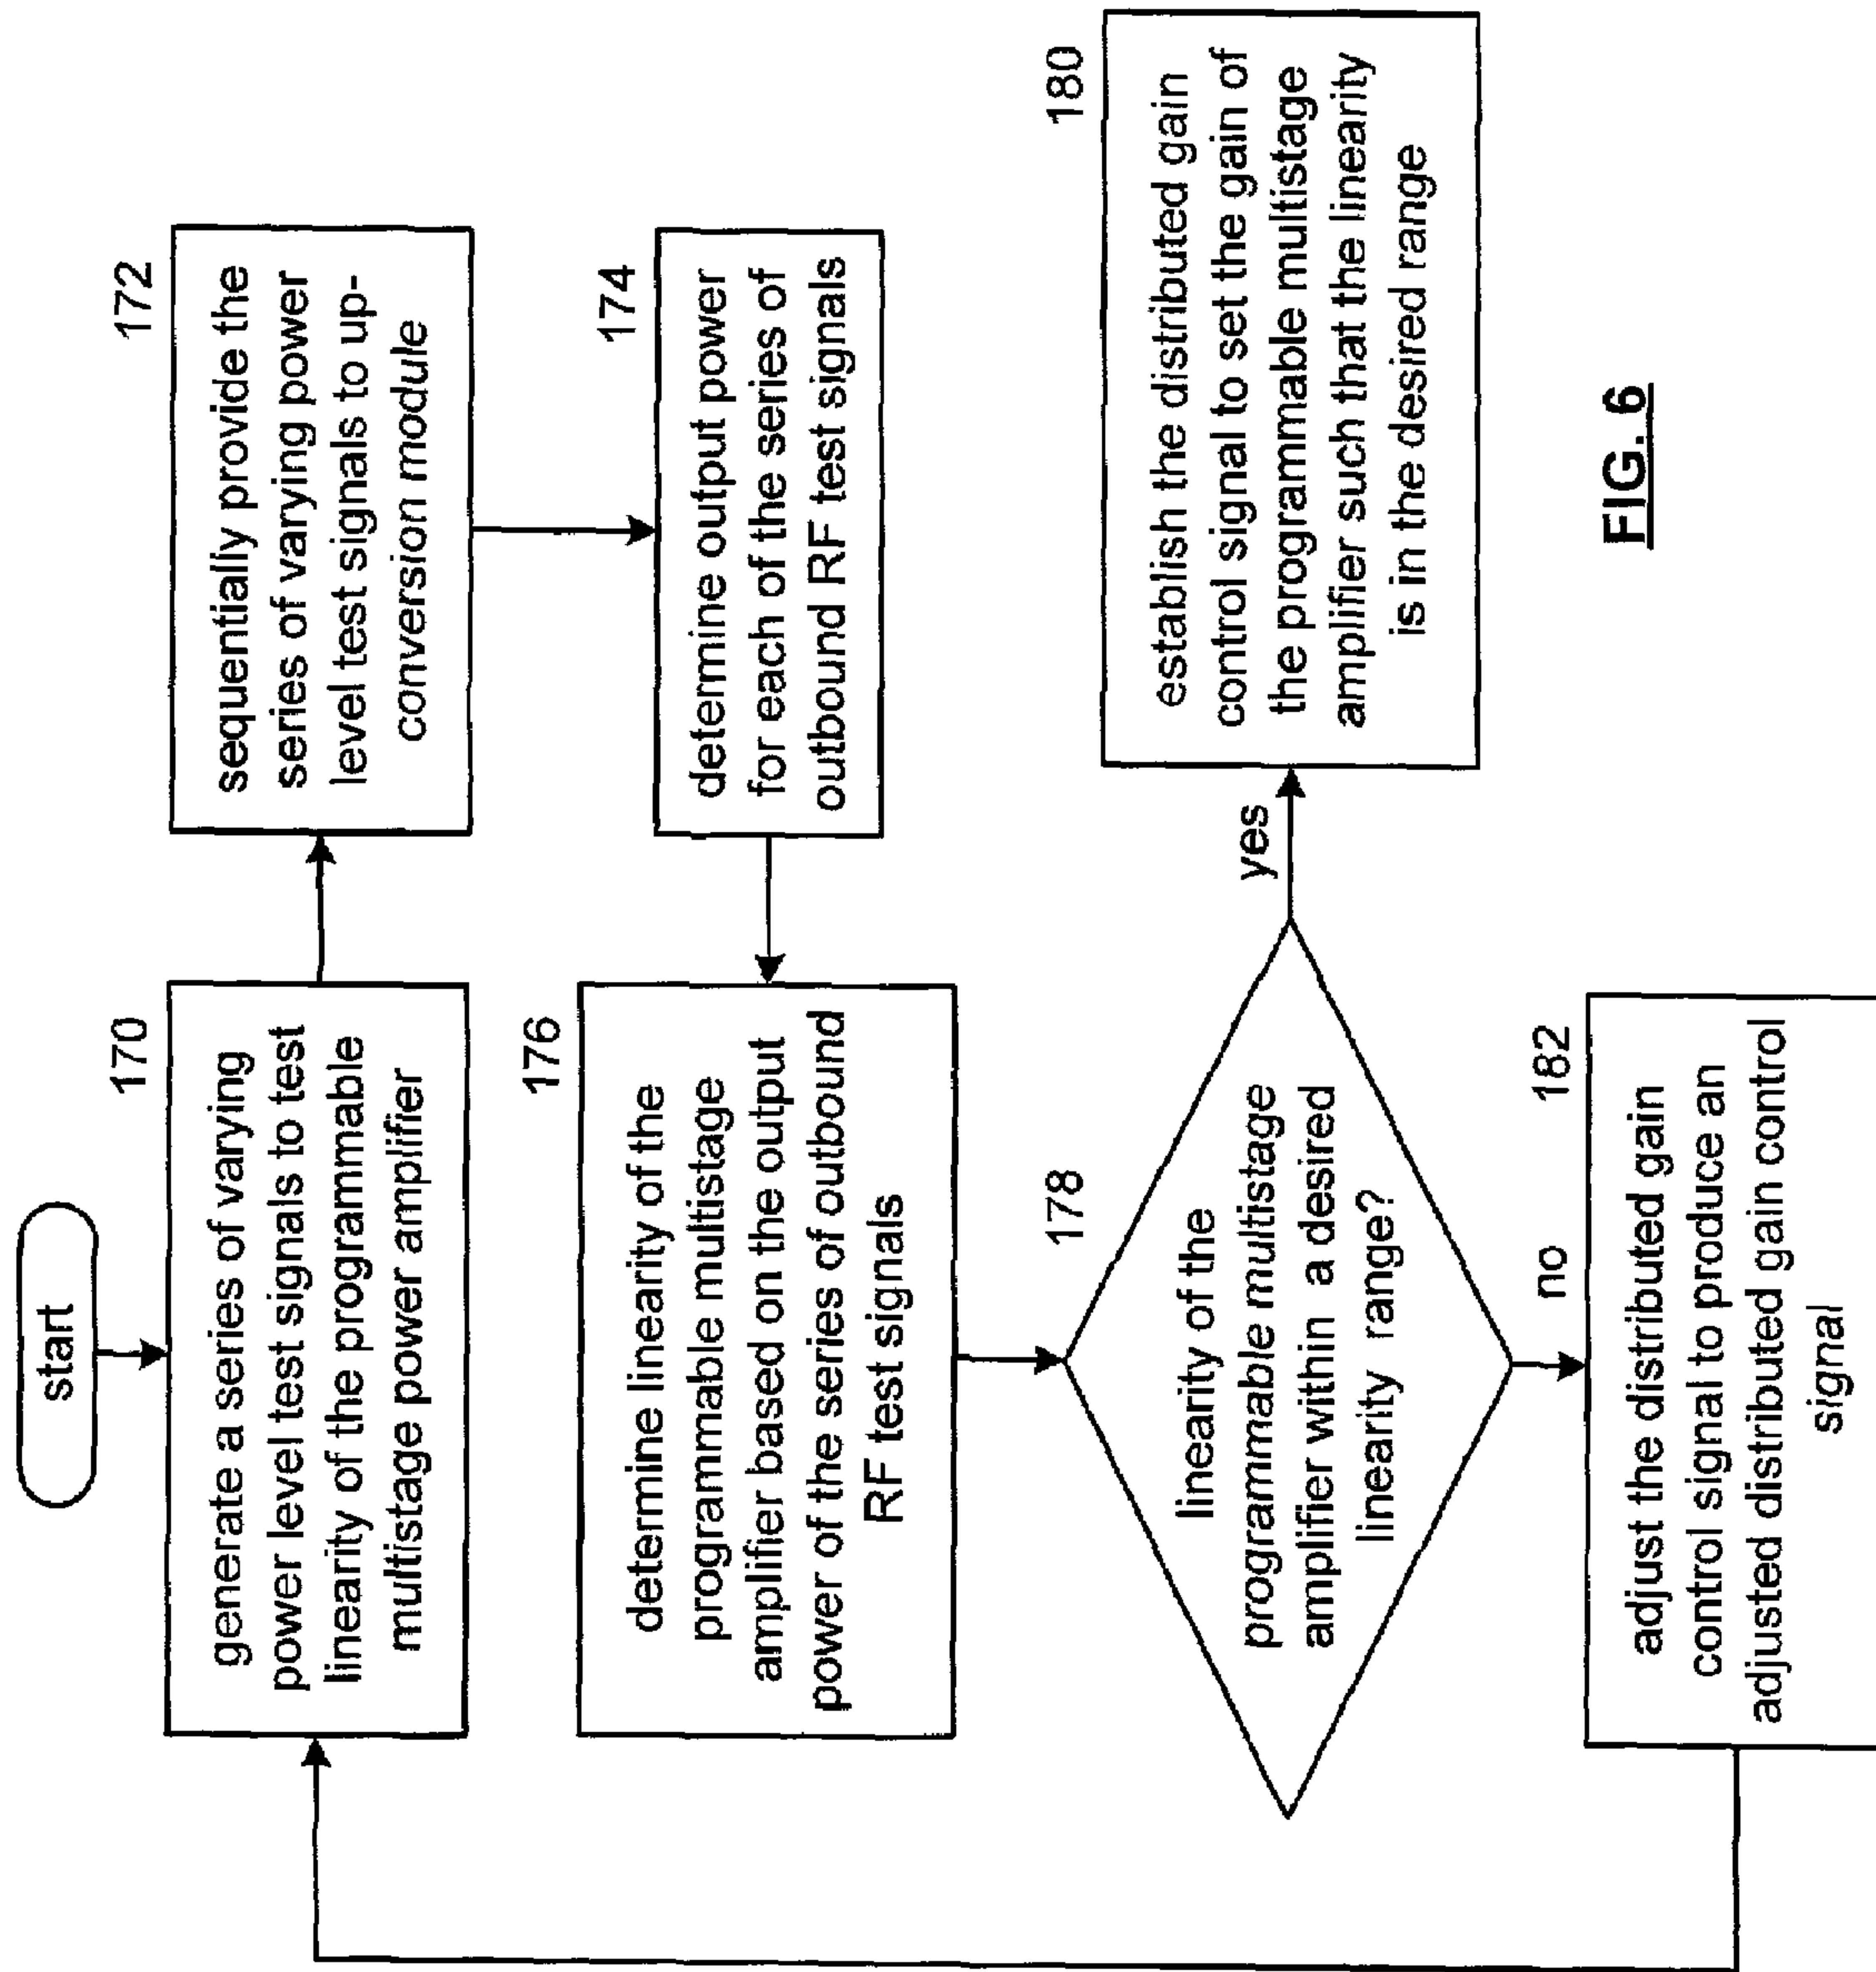 start
170
generate a series of varying
power level test signals to test
linearity of the programmable
multistage power amplifier
172
sequentially provide the
series of varying power
level test signals to up-
conversion module
174
determine output power
for each of the series of
outbound RF test signals
176
determine linearity of the
programmable multistage
amplifier based on the output
power of the series of outbound
RF test signals
178
linearity of the
programmable multistage
amplifier within a desired
linearity range?
yes
180
establish the distributed gain
control signal to set the gain of
the programmable multistage
amplifier such that the linearity
is in the desired range
no
182
adjust the distributed gain
control signal to produce an
adjusted distributed gain control
signal
FIG. 6